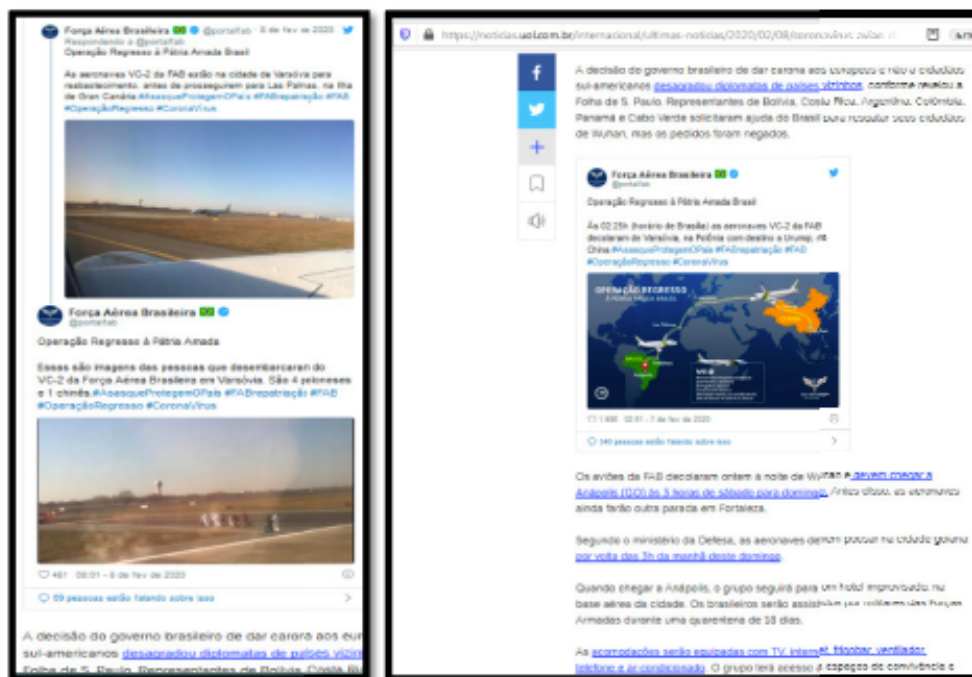 Força Aérea Brasileira @portalfab · 8 de fev de 2020
Respondendo a @portalfab
Operação Regresso à Pátria Amada Brasil
As aeronaves VC-2 da FAB estão na cidade de Varsóvia para
reabastecimento, antes de prosseguirem para Las Palmas, na Ilha
de Gran Canária.#AsasqueProtegemOPaís #FABrepatriação #FAB
#OperaçãoRegresso #CoronaVírus
Força Aérea Brasileira
@portalfab
Operação Regresso à Pátria Amada
Essas são imagens das pessoas que desembarcaram do
VC-2 da Força Aérea Brasileira em Varsóvia. São 4 poloneses
e 1 chinês.#AsasqueProtegemOPaís #FABrepatriação #FAB
#OperaçãoRegresso #CoronaVírus
461 09:01 - 8 de fev de 2020
59 pessoas estão falando sobre isso
A decisão do governo brasileiro de dar carona aos eur
sul-americanos desagradou diplomatas de países vizin
Folha de S. Paulo. Representantes de Bolívia, Costa Ri
https://noticias.uol.com.br/internacional/ultimas-noticias/2020/02/08/coronavirus-aviao-d
A decisão do governo brasileiro de dar carona aos europeus e não a cidadãos
sul-americanos desagradou diplomatas de países vizinhos, conforme revelou a
Folha de S. Paulo. Representantes de Bolívia, Costa Rica, Argentina, Colômbia,
Panamá e Cabo Verde solicitaram ajuda do Brasil para resgatar seus cidadãos
de Wuhan, mas os pedidos foram negados.
Força Aérea Brasileira
@portalfab
Operação Regresso à Pátria Amada Brasil
Às 02:25h (horário de Brasília) as aeronaves VC-2 da FAB
decolaram de Varsóvia, na Polônia com destino a Urumqi, na
China.#AsasqueProtegemOPaís #FABrepatriação #FAB
#OperaçãoRegresso #CoronaVírus
OPERAÇÃO REGRESSO
À PÁTRIA AMADA BRASIL
Las Palmas
VC-2
02:51 - 7 de fev de 2020
pessoas estão falando sobre isso
Os aviões da FAB decolaram ontem à noite de Wuhan e devem chegar a
Anápolis (GO) às 3 horas de sábado para domingo. Antes disso, as aeronaves
ainda farão outra parada em Fortaleza.
Segundo o ministério da Defesa, as aeronaves devem pousar na cidade goiana
por volta das 3h da manhã deste domingo.
Quando chegar a Anápolis, o grupo seguirá para um hotel improvisado, na
base aérea da cidade. Os brasileiros serão assistidos por militares das Forças
Armadas durante uma quarentena de 18 dias.
As acomodações serão equipadas com TV, internet, frigobar, ventilador,
telefone e ar condicionado. O grupo terá acesso a espaços de convivência e